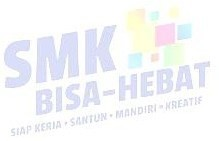 SMK
BISA-HEBAT
SIAP KERJA • SANTUN • MANDIRI • KREATIF